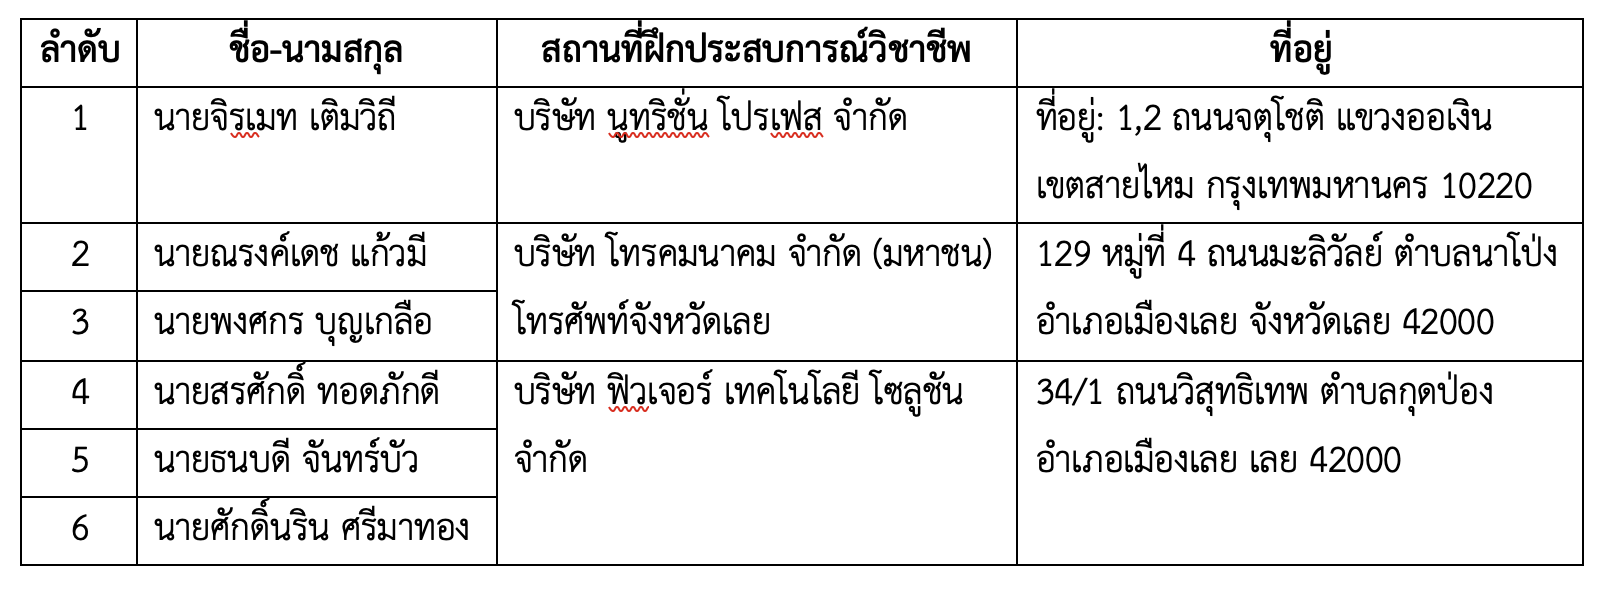 ลำดับ ชื่อ-นามสกุล สถานที่ฝึกประสบการณ์วิชาชีพ ที่อยู่
1 นายจิรเมท เติมวิถี บริษัท นูทริชั่น โปรเฟส จำกัด ที่อยู่: 1,2 ถนนจตุโชติ แขวงออเงิน
เขตสายไหม กรุงเทพมหานคร 10220
2 นายณรงค์เดช แก้วมี บริษัท โทรคมนาคม จำกัด (มหาชน) 129 หมู่ที่ 4 ถนนมะลิวัลย์ ตำบลนาโป่ง
3 นายพงศกร บุญเกลือ โทรศัพท์จังหวัดเลย อำเภอเมืองเลย จังหวัดเลย 42000
4 นายสรศักดิ์ ทอดภักดี บริษัท ฟิวเจอร์ เทคโนโลยี โซลูชัน 34/1 ถนนวิสุทธิเทพ ตำบลกุดป่อง
5 นายธนบดี จันทร์บัว จำกัด อำเภอเมืองเลย เลย 42000
6 นายศักดิ์นริน ศรีมาทอง